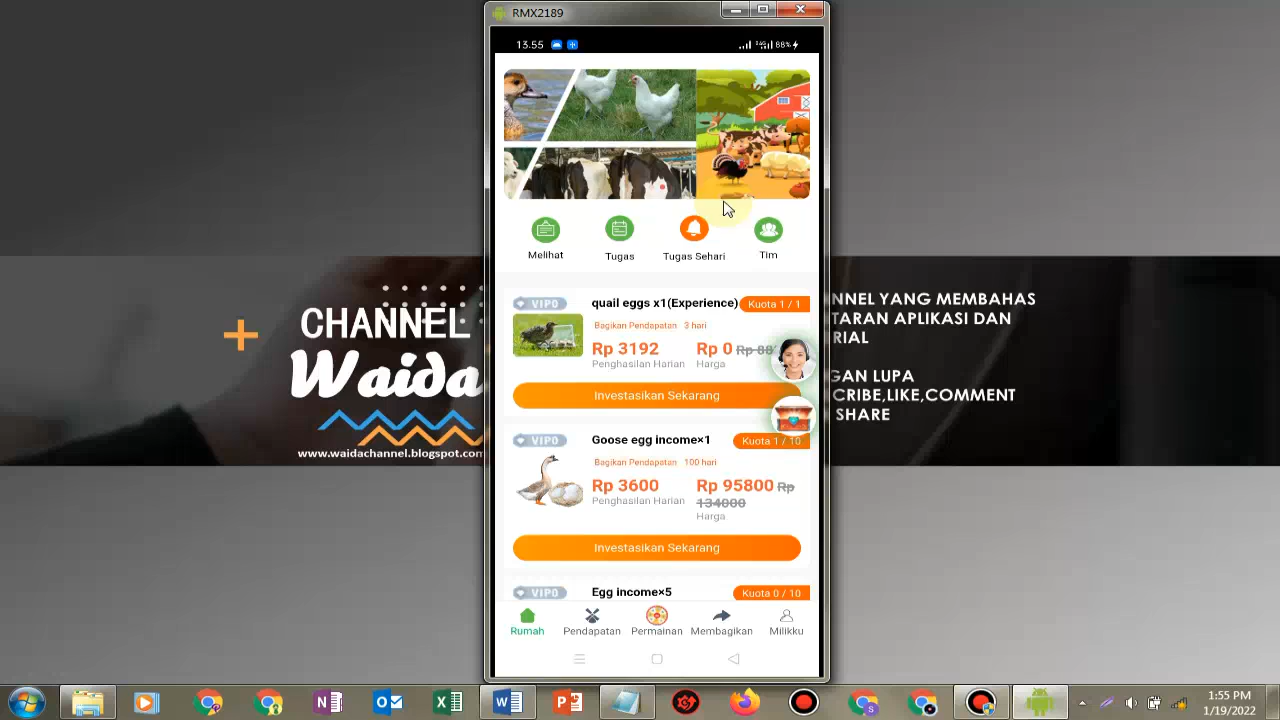 RMX2189
13.55
88%
Melihat
Tugas
Tugas Sehari
Tim
VIP0
quail eggs x1(Experience)
Kuota 1 / 1
Bagikan Pendapatan 3 hari
Rp 3192
Rp 0
Penghasilan Harian
Harga
Investasikan Sekarang
VIP0
Goose egg income×1
Kuota 1 / 10
Bagikan Pendapatan 100 hari
Rp 3600
Rp 95800 Rp
134000
Penghasilan Harian
Harga
Investasikan Sekarang
VIP0
Egg income×5
Kuota 0 / 10
Rumah
Pendapatan
Permainan
Membagikan
Milikku
CHANNEL
Waida
www.waidachannel.blogspot.com
NNEL YANG MEMBAHAS
TARAN APLIKASI DAN
RIAL
GAN LUPA
CRIBE,LIKE,COMMENT
SHARE
1:55 PM
1/19/2022